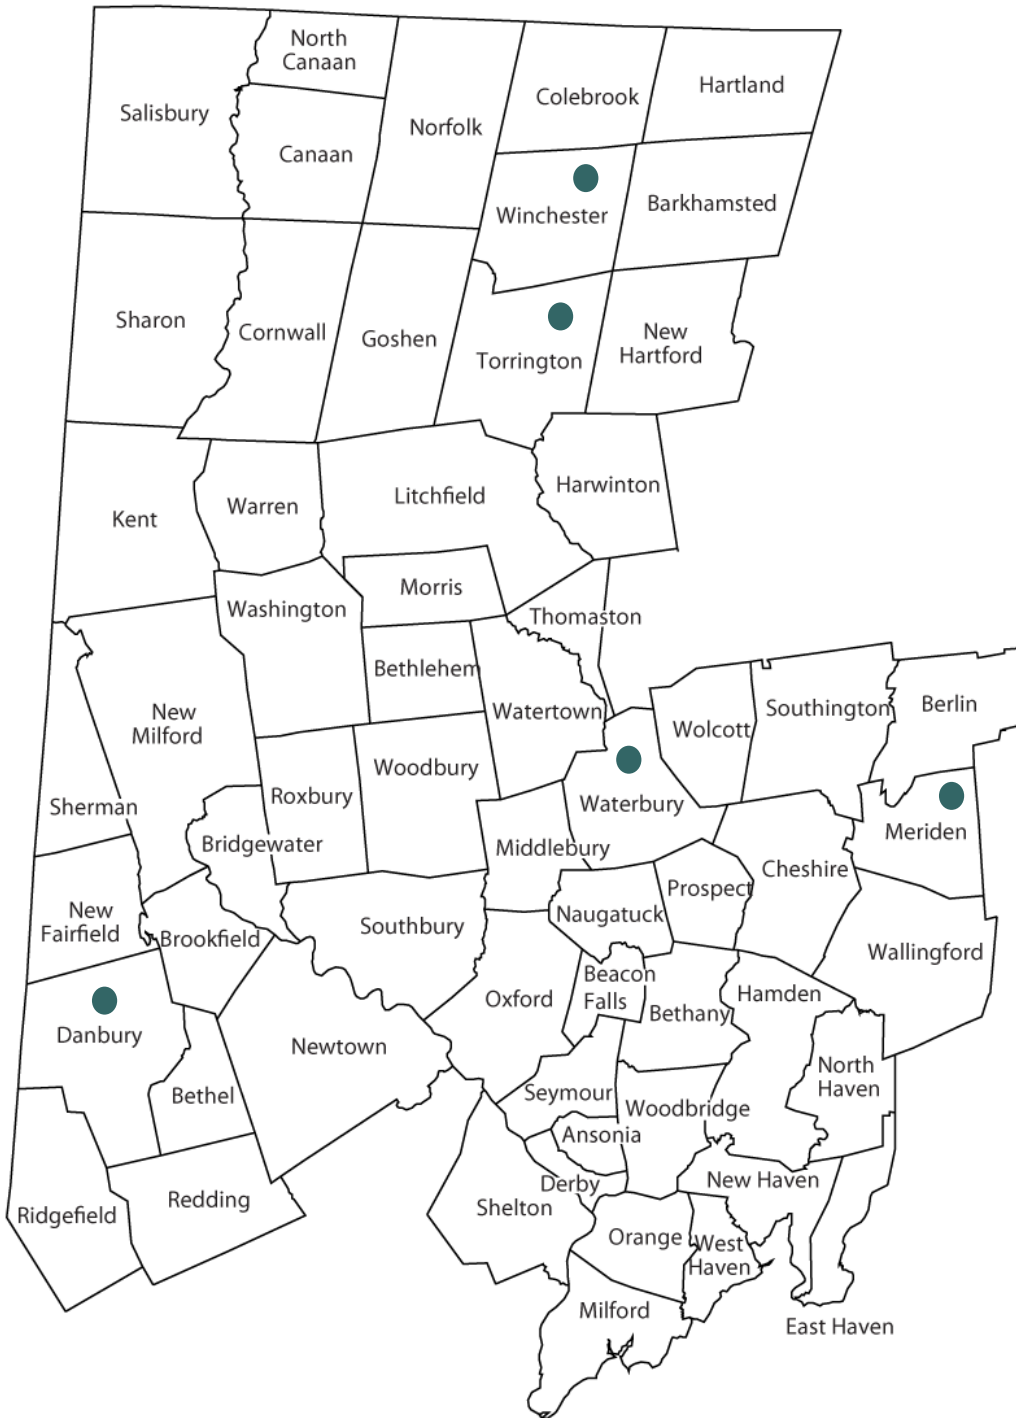 North
Canaan
Colebrook
Hartland
Salisbury
Norfolk
Canaan
Winchester
Barkhamsted
Sharon
Cornwall
Goshen
Torrington
New
Hartford
Kent
Warren
Litchfield
Harwinton
Washington
Morris
Thomaston
Bethlehem
New
Milford
Watertown
Wolcott
Southington
Berlin
Sherman
Roxbury
Woodbury
Waterbury
Meriden
Bridgewater
Middlebury
Cheshire
New
Fairfield
Brookfield
Southbury
Naugatuck
Prospect
Wallingford
Danbury
Oxford
Beacon
Falls
Bethany
Hamden
Newtown
Bethel
Seymour
Woodbridge
North
Haven
Ansonia
Ridgefield
Redding
Shelton
Derby
New Haven
Orange
West
Haven
Milford
East Haven